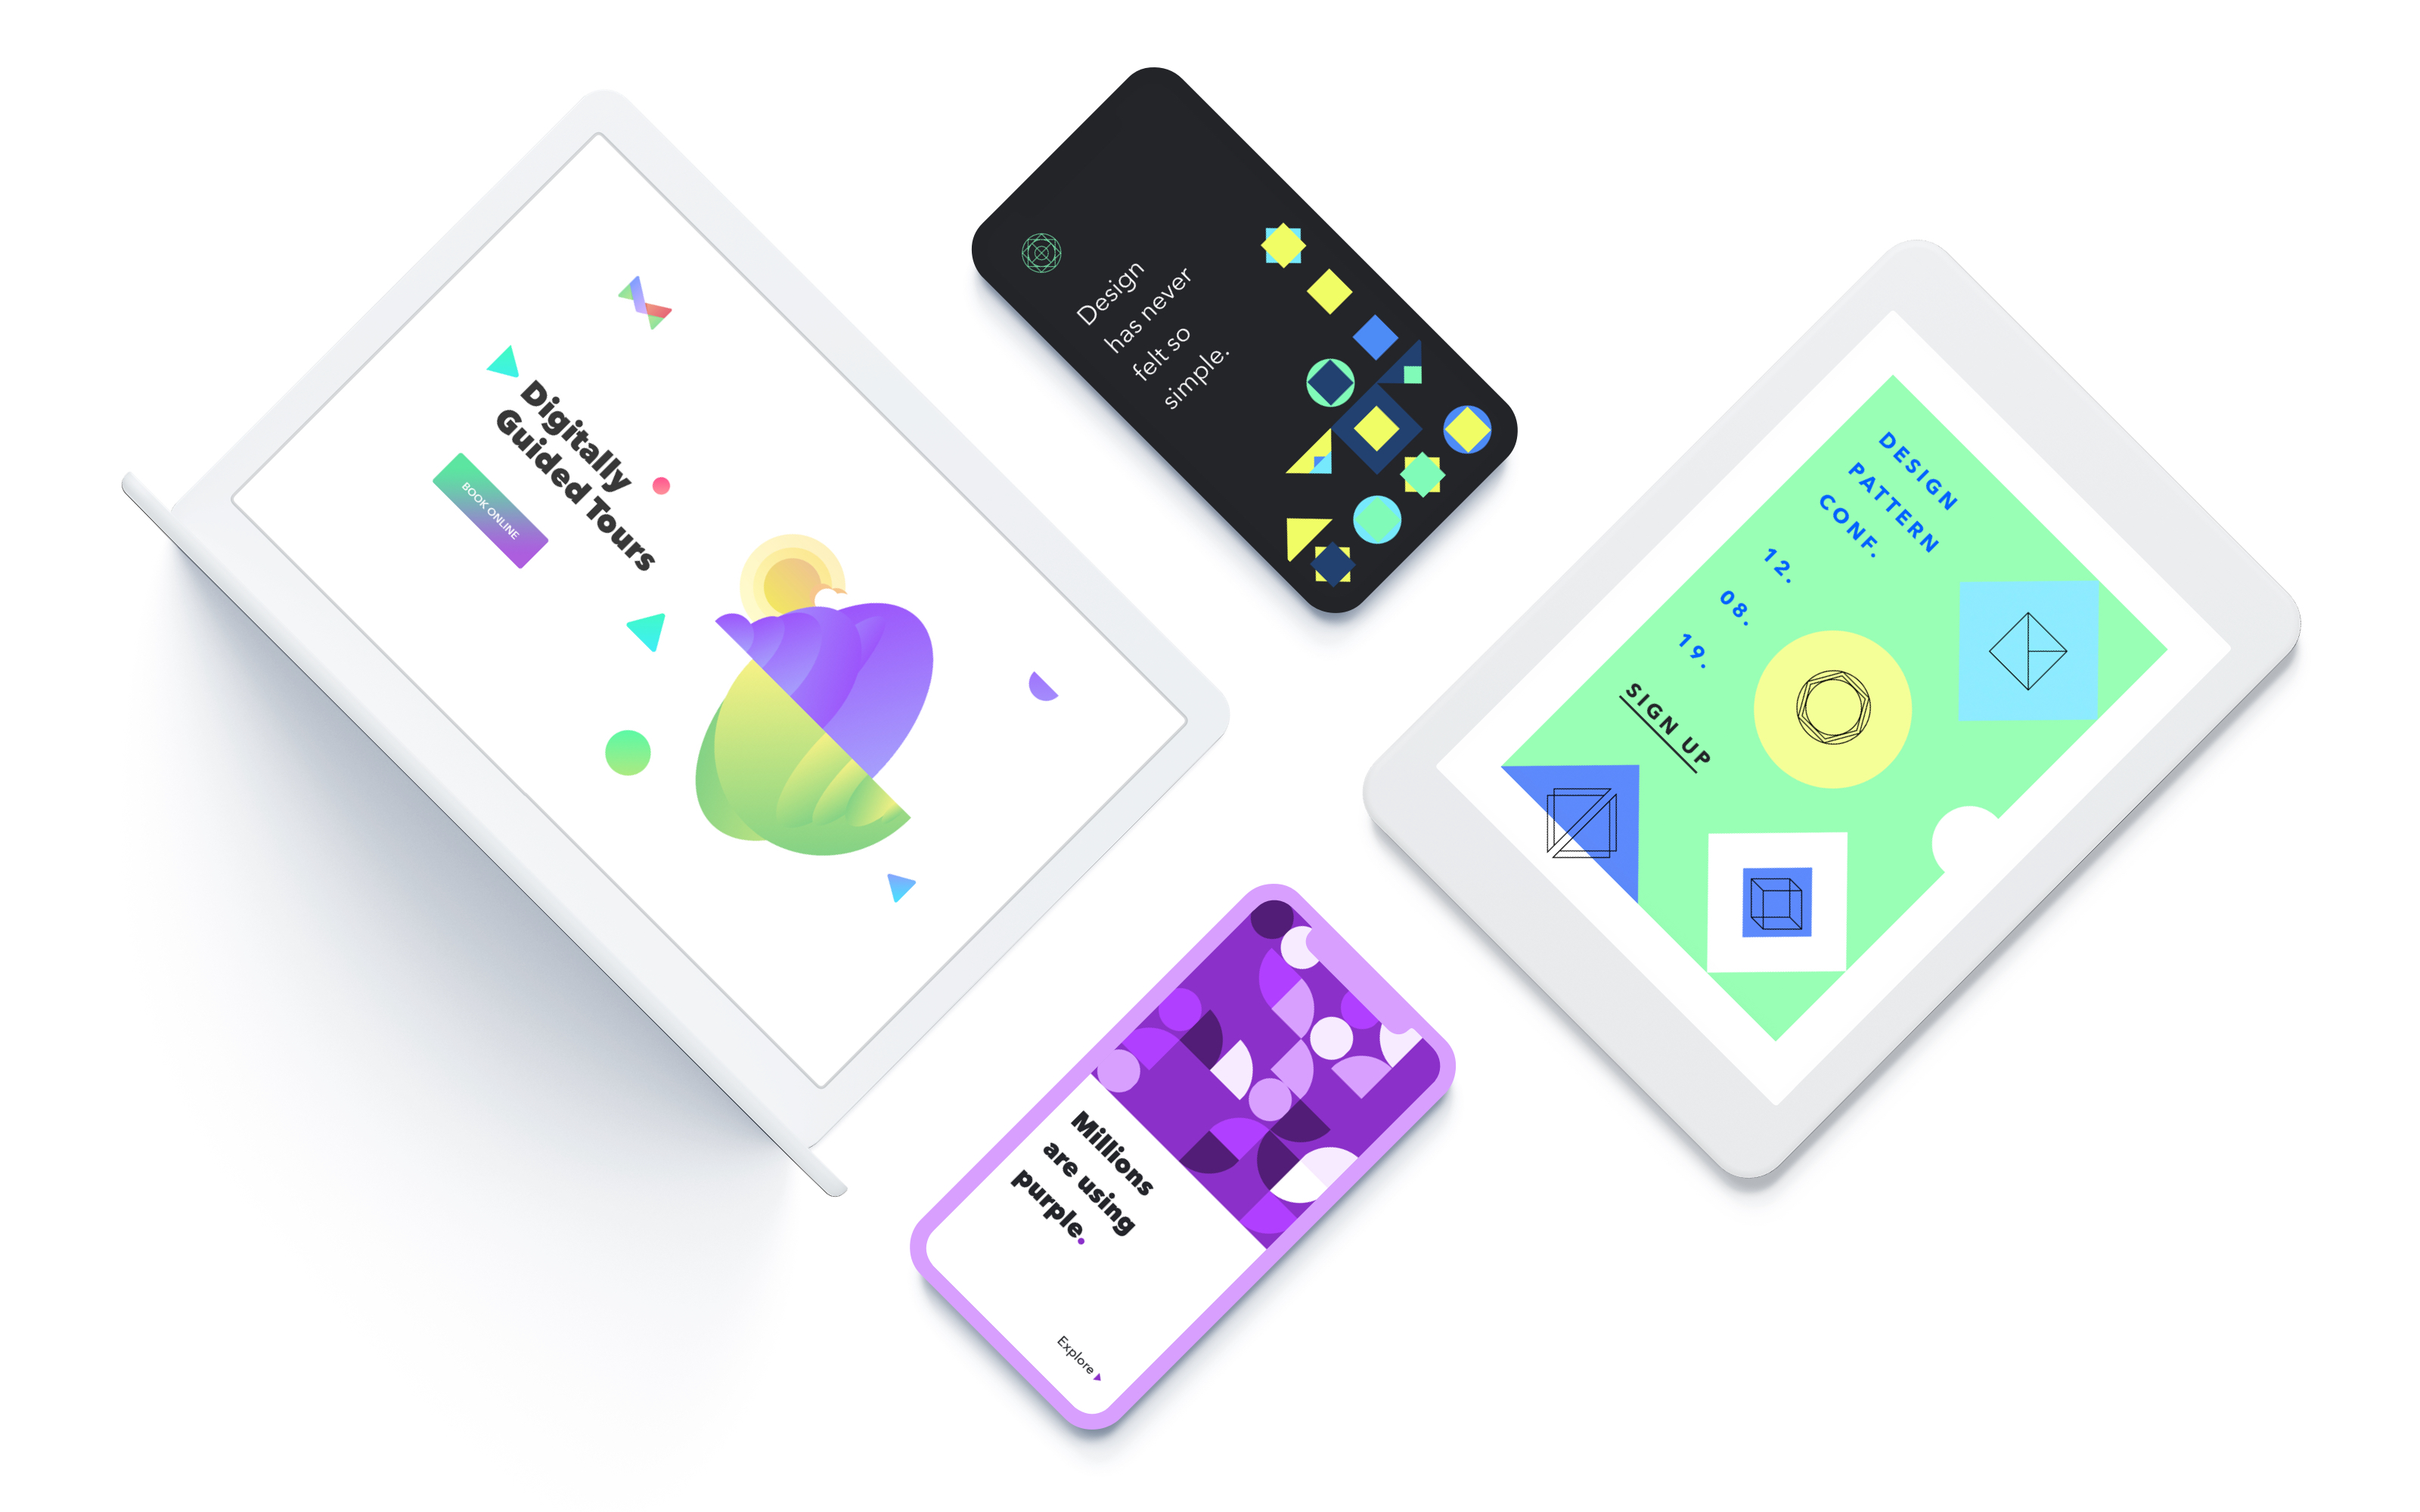 Digitally
Guided Tours
BOOK ONLINE
Design
has never
felt so
simple.
DESIGN
PATTERN
CONF.
12.
08.
19.
SIGN UP
Millions
are using
purple.
Explore